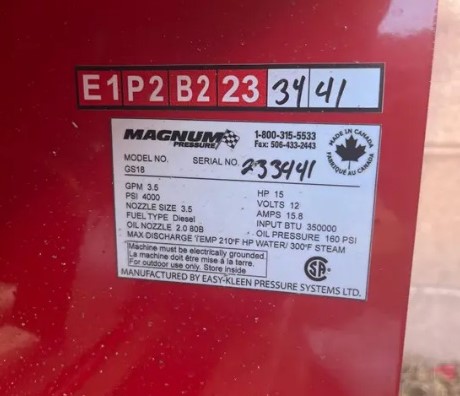 E1 P2 B2 23 34 41
MAGNUM PRESSURE
1-800-315-5533
Fax: 506-433-2443
MADE IN CANADA
FABRIQUÉ AU CANADA
MODEL NO. SERIAL NO. 233441
GS18
GPM 3.5
PSI 4000
NOZZLE SIZE 3.5
FUEL TYPE Diesel
OIL NOZZLE 2.0 80B
HP 15
VOLTS 12
AMPS 15.8
INPUT BTU 350000
OIL PRESSURE 160 PSI
MAX DISCHARGE TEMP 210°F HP WATER/ 300°F STEAM
Machine must be electrically grounded.
La machine doit être mise à la terre.
For outdoor use only. Store inside
MANUFACTURED BY EASY-KLEEN PRESSURE SYSTEMS LTD.